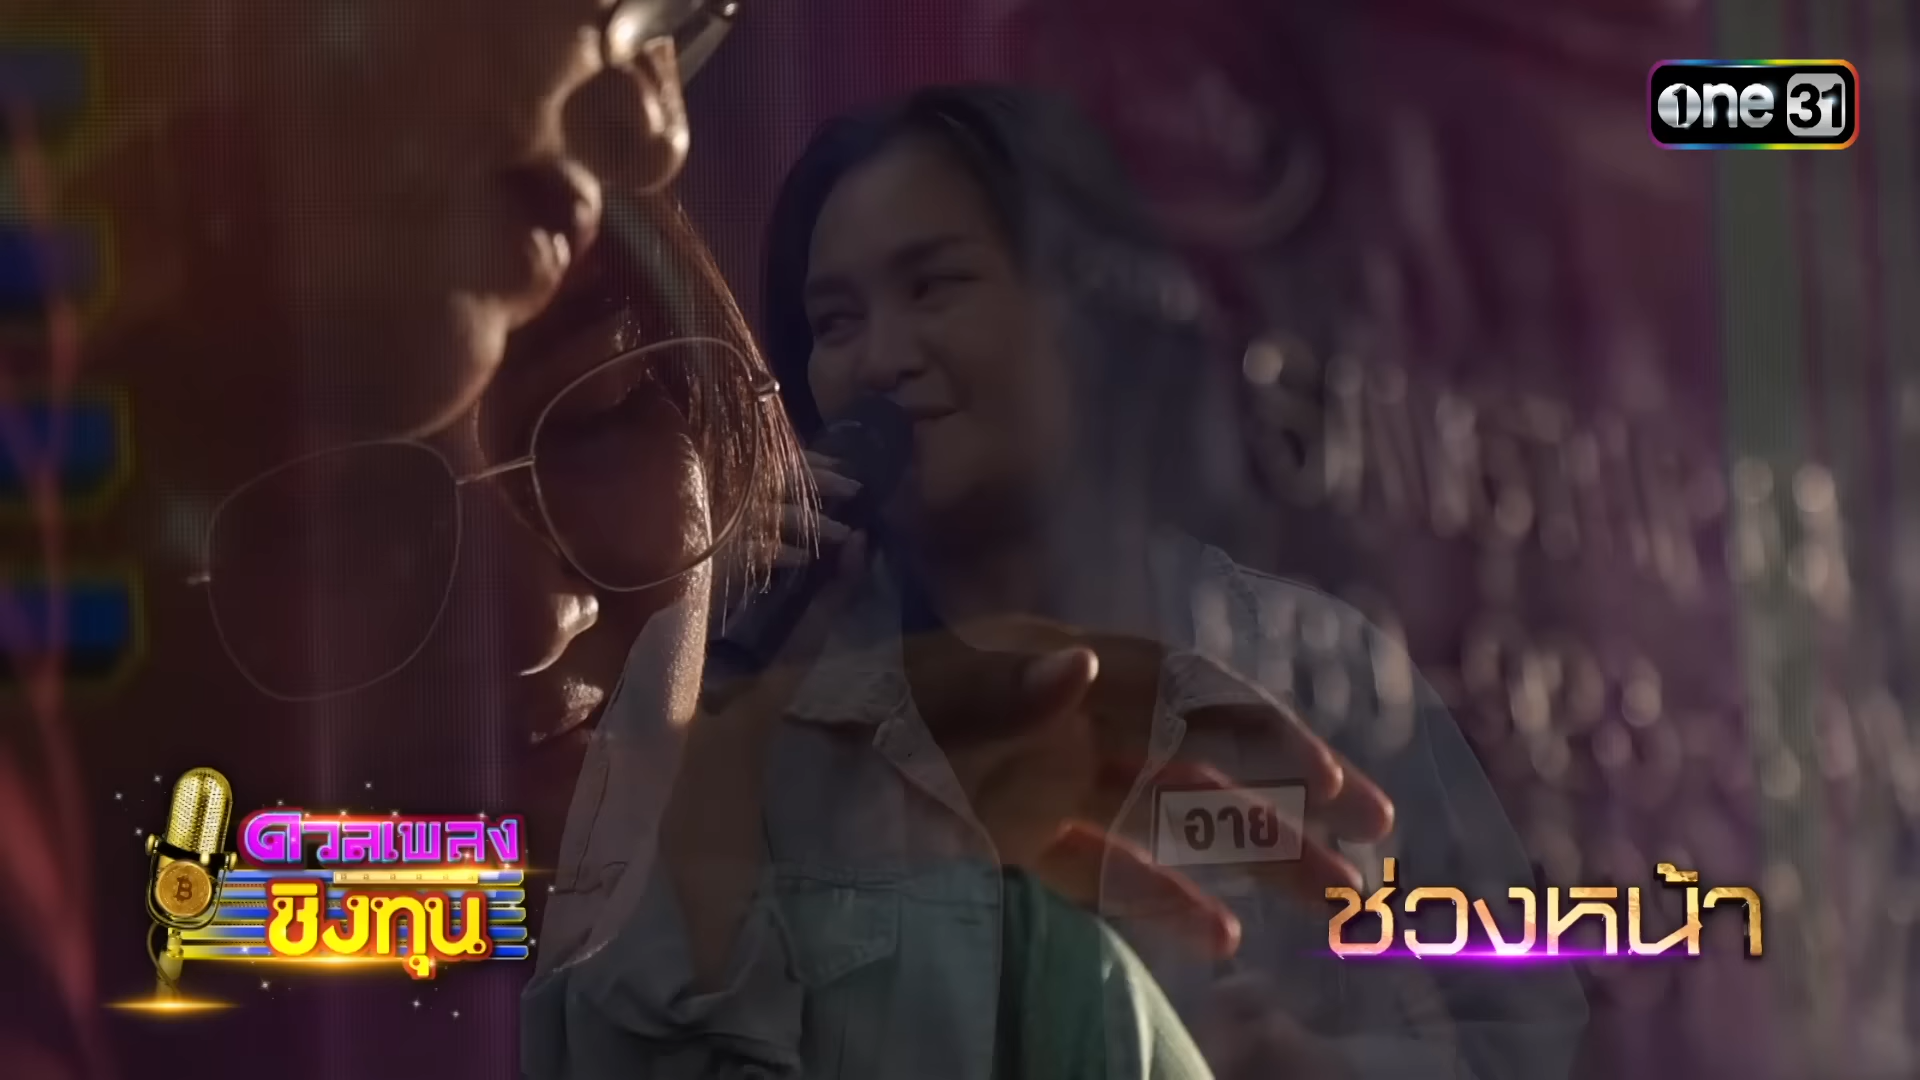 one 31
ดวลเพลง
ชิงทุน
อาย
ช่วงหน้า